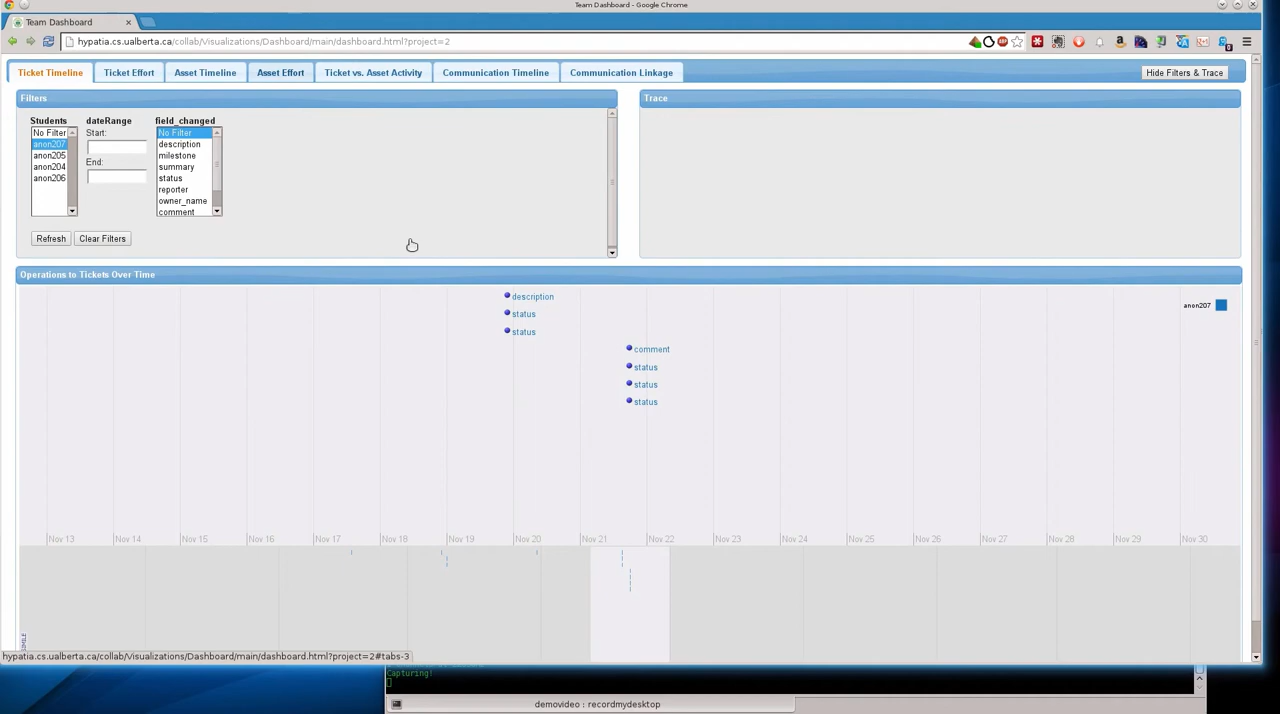 Team Dashboard - Google Chrome
Team Dashboard
hypatia.cs.ualberta.ca/collab/Visualizations/Dashboard/main/dashboard.html?project=2
Ticket Timeline Ticket Effort Asset Timeline Asset Effort Ticket vs. Asset Activity Communication Timeline Communication Linkage Hide Filters & Trace
Filters
Students dateRange field_changed
No Filter
anon207
anon205
anon204
anon206
Start:
End:
No Filter
description
milestone
summary
status
reporter
owner_name
comment
Refresh Clear Filters
Trace
Operations to Tickets Over Time
description
status
status
comment
status
status
status
anon207
Nov 13 Nov 14 Nov 15 Nov 16 Nov 17 Nov 18 Nov 19 Nov 20 Nov 21 Nov 22 Nov 23 Nov 24 Nov 25 Nov 26 Nov 27 Nov 28 Nov 29 Nov 30
SIMILE
hypatia.cs.ualberta.ca/collab/Visualizations/Dashboard/main/dashboard.html?project=2#tabs-3
Capturing!
demovideo : recordmydesktop